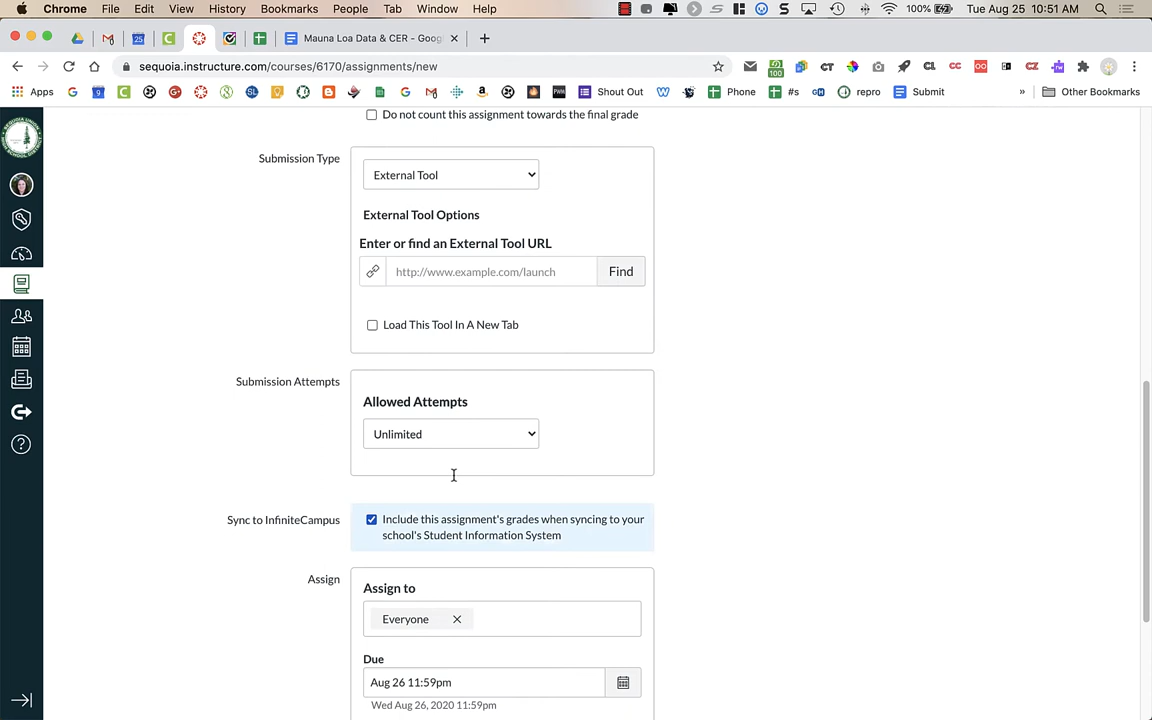 Chrome File Edit View History Bookmarks People Tab Window Help 100% Tue Aug 25 10:51 AM
Mauna Loa Data & CER - Goog
sequoia.instructure.com/courses/6170/assignments/new
Apps Shout Out Phone #s repro Submit » Other Bookmarks
Do not count this assignment towards the final grade
Submission Type
External Tool
External Tool Options
Enter or find an External Tool URL
http://www.example.com/launch Find
Load This Tool In A New Tab
Submission Attempts
Allowed Attempts
Unlimited
Sync to InfiniteCampus
Include this assignment's grades when syncing to your
school's Student Information System
Assign
Assign to
Everyone
Due
Aug 26 11:59pm
Wed Aug 26, 2020 11:59pm